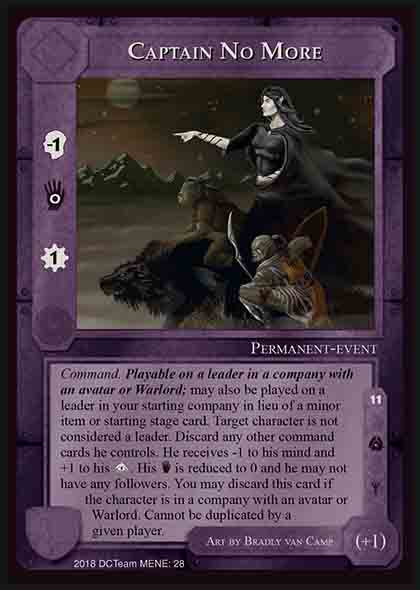 Captain No More
-1
0
1
Permanent-event
Command. Playable on a leader in a company with
an avatar or Warlord; may also be played on a
leader in your starting company in lieu of a minor
item or starting stage card. Target character is not
considered a leader. Discard any other command
cards he controls. He receives -1 to his mind and
+1 to his . His is reduced to 0 and he may not
have any followers. You may discard this card if
the character is in a company with an avatar or
Warlord. Cannot be duplicated by a
given player.
11
Art by Bradly van Camp
(+1)
2018 DCTeam MENE: 28